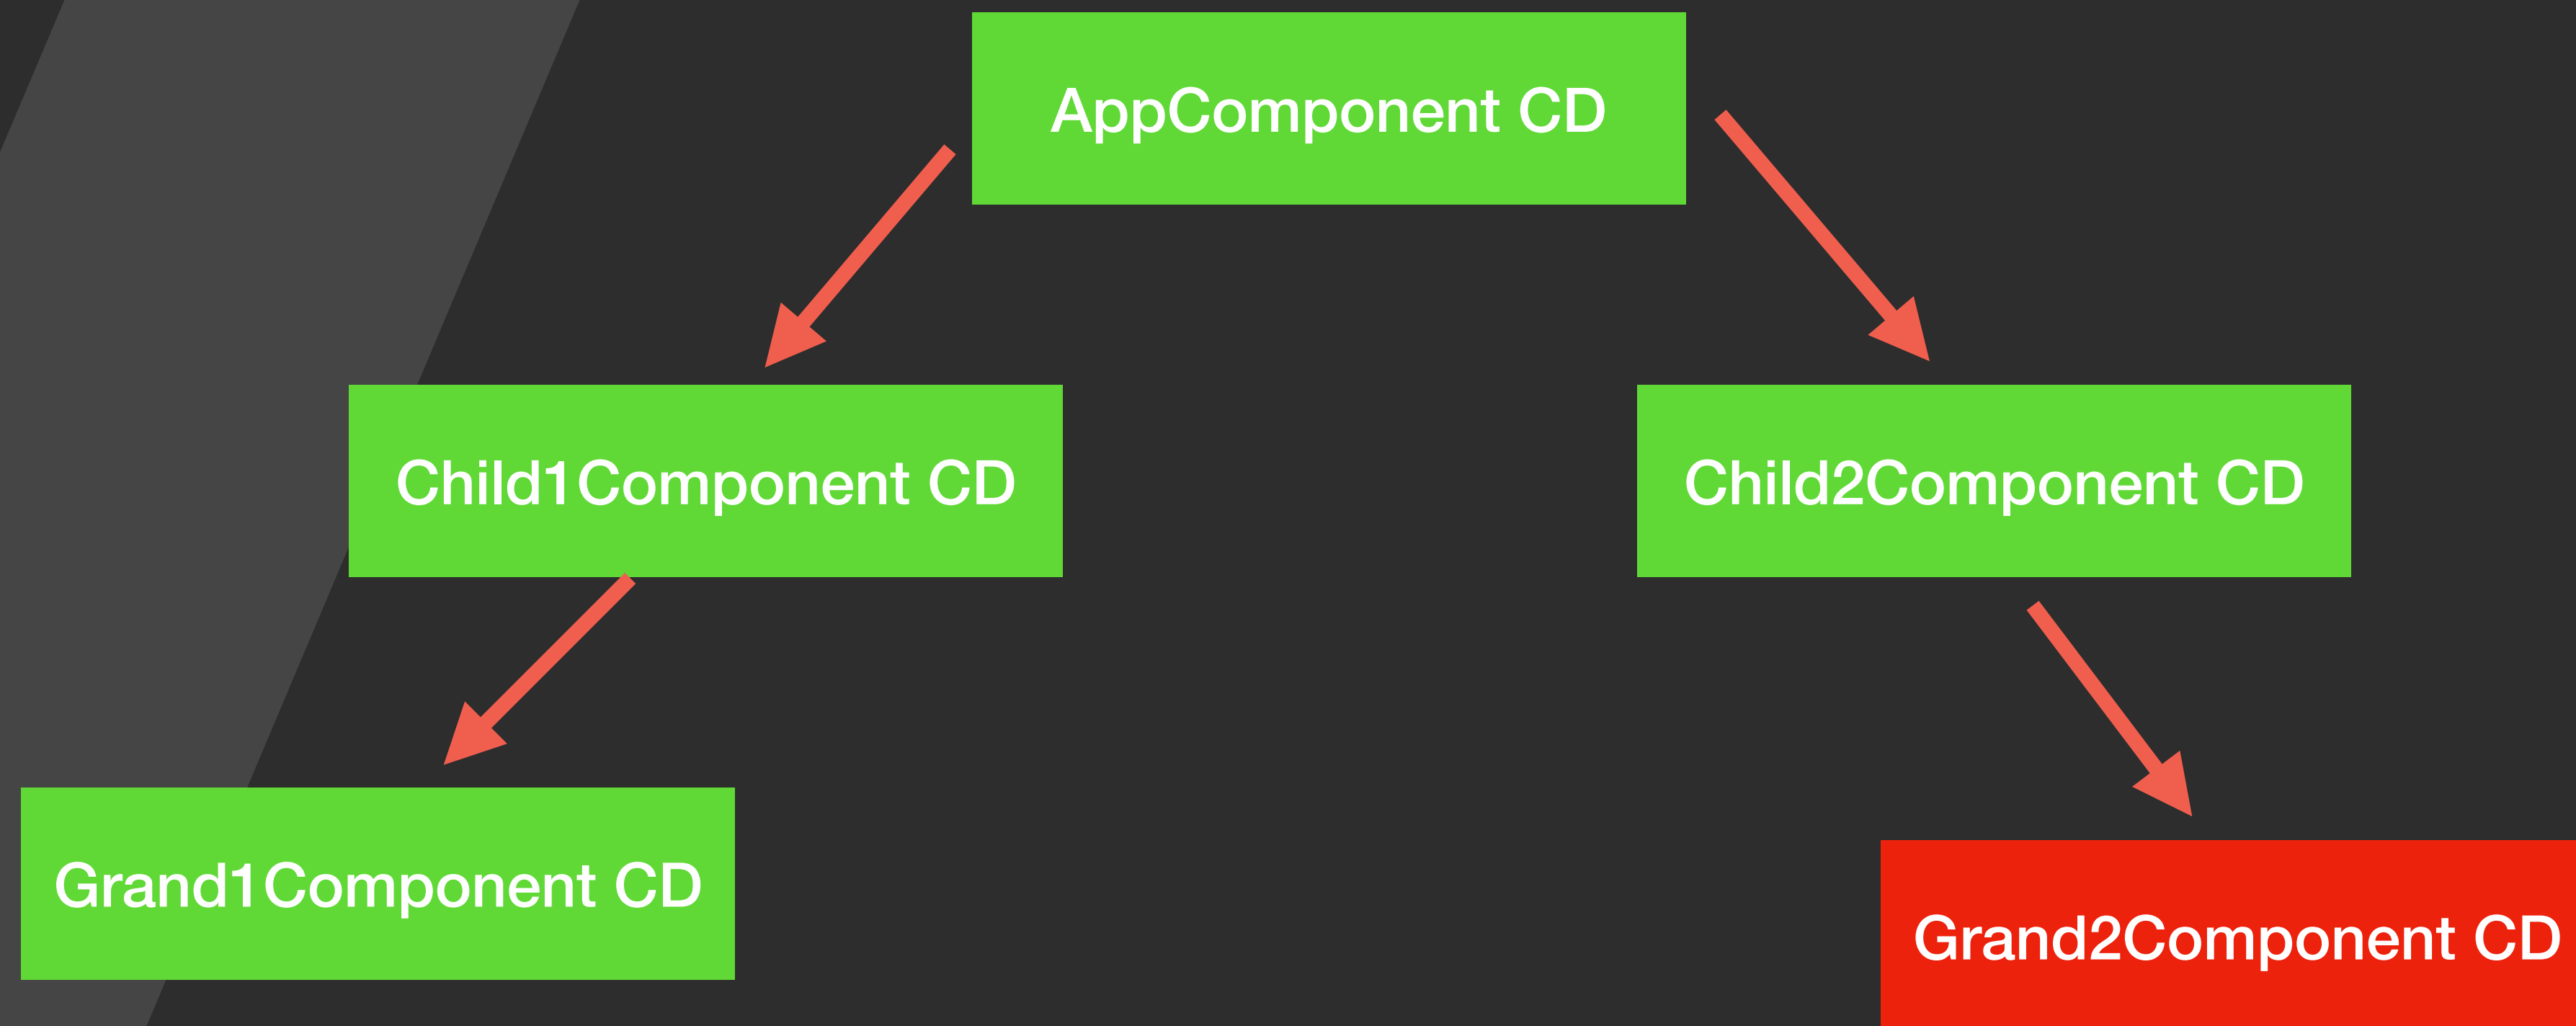 AppComponent CD
Child1Component CD
Child2Component CD
Grand1Component CD
Grand2Component CD